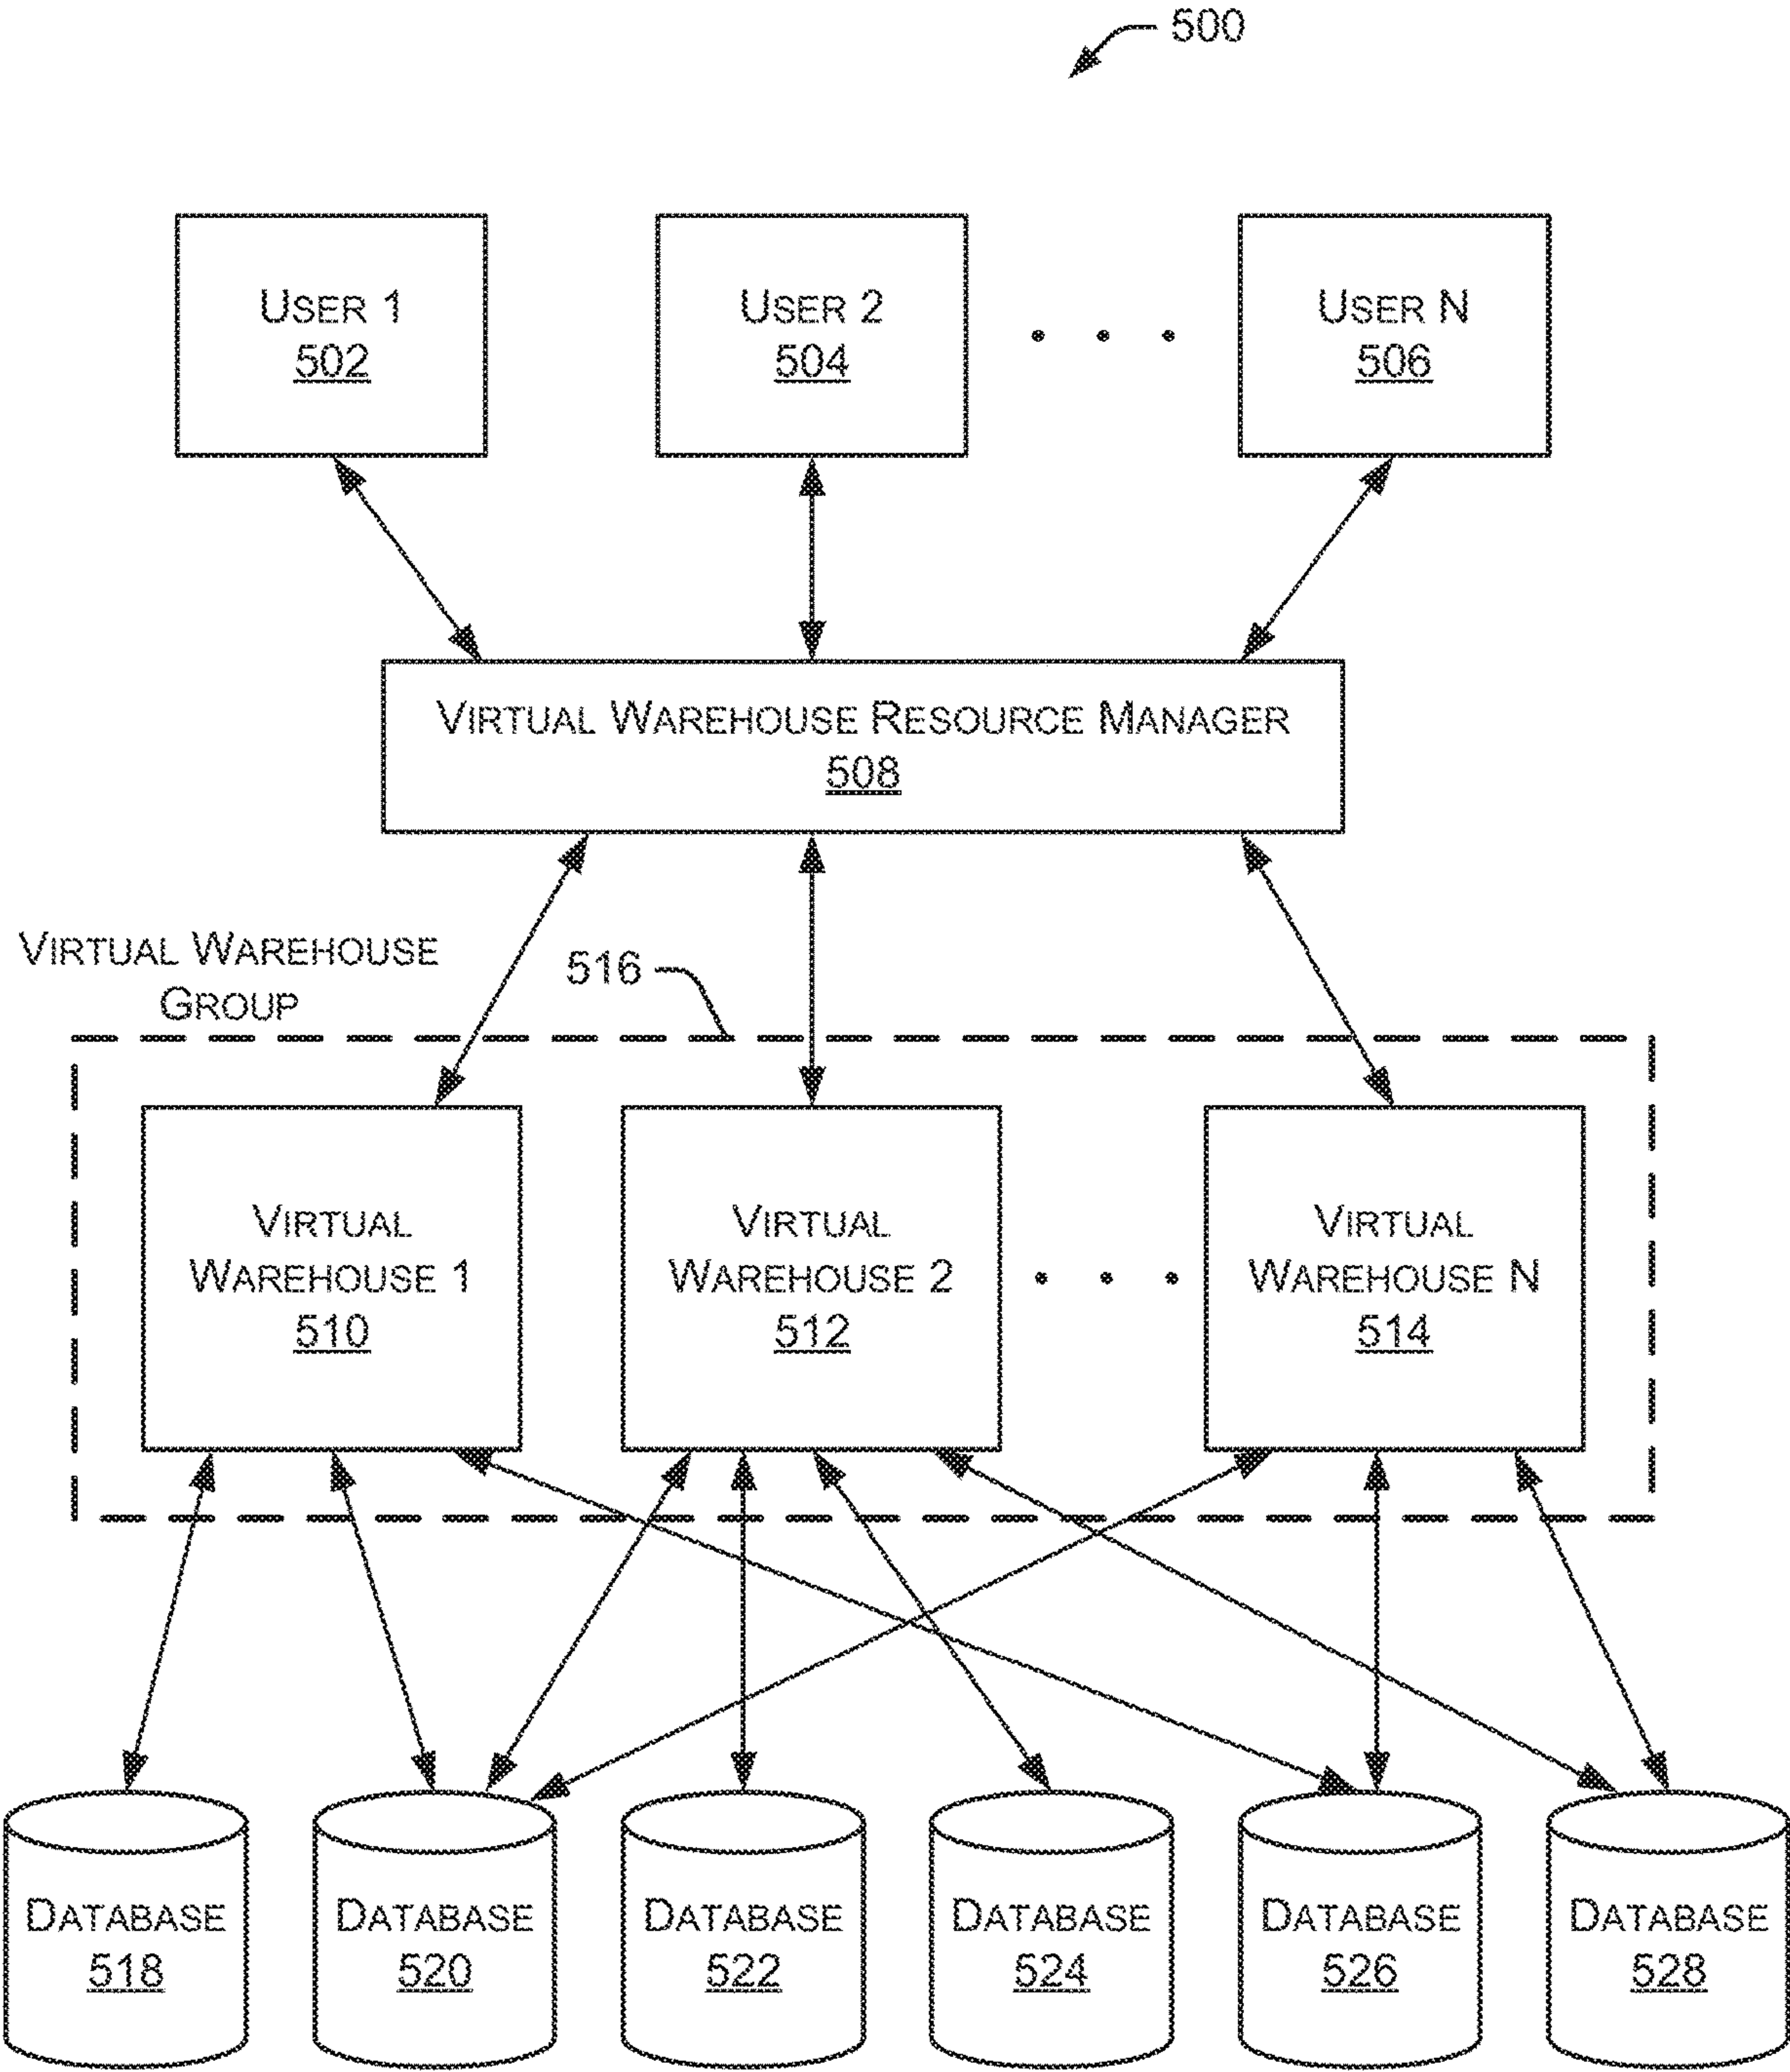 500
USER 1
502
USER 2
504
. . .
USER N
506
VIRTUAL WAREHOUSE RESOURCE MANAGER
508
VIRTUAL WAREHOUSE
GROUP
516
VIRTUAL
WAREHOUSE 1
510
VIRTUAL
WAREHOUSE 2
512
. . .
VIRTUAL
WAREHOUSE N
514
DATABASE
518
DATABASE
520
DATABASE
522
DATABASE
524
DATABASE
526
DATABASE
528